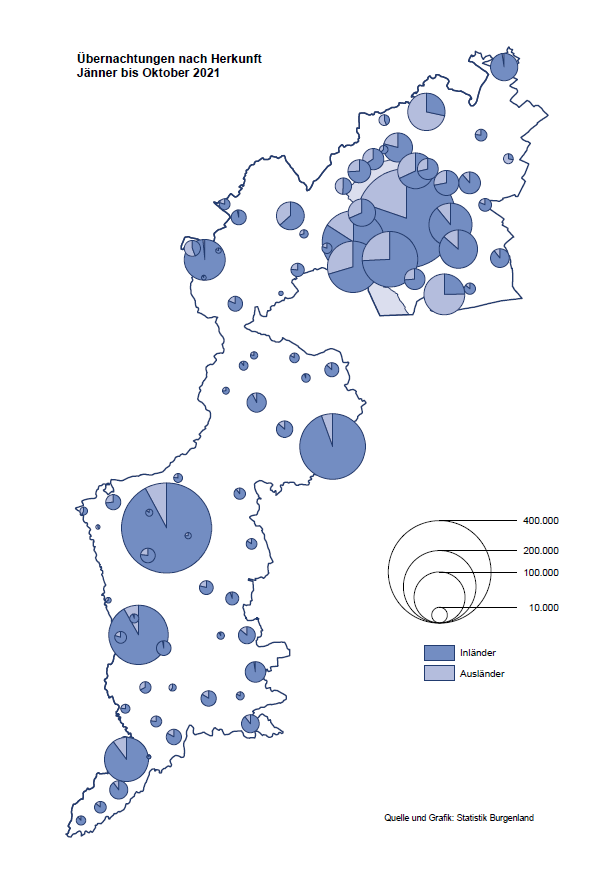 Übernachtungen nach Herkunft
Jänner bis Oktober 2021
400.000
200.000
100.000
10.000
Inländer
Ausländer
Quelle und Grafik: Statistik Burgenland